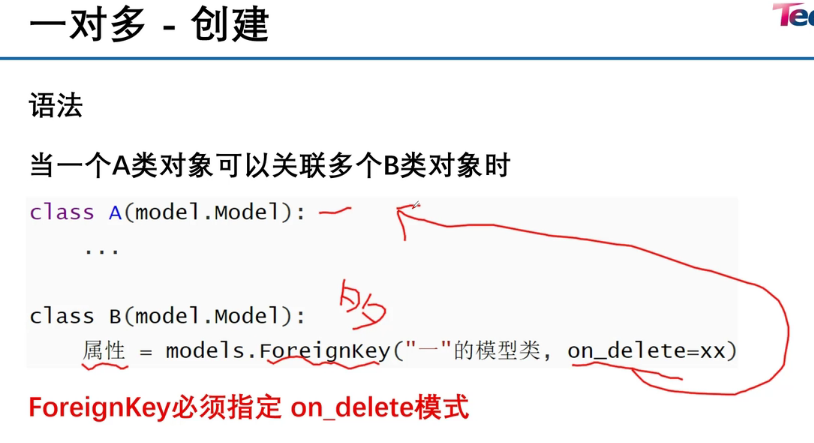 一对多 - 创建
语法
当一个A类对象可以关联多个B类对象时
class A(model.Model): 一
...
class B(model.Model):
多
属性 = models.ForeignKey("一"的模型类, on_delete=xx)
ForeignKey必须指定 on_delete模式